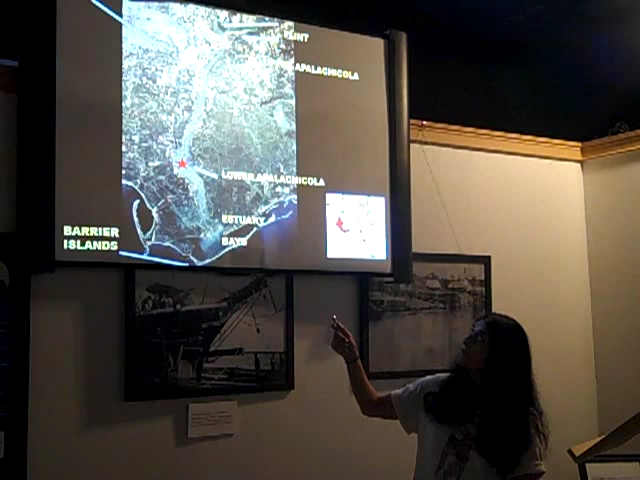 FLINT
APALACHICOLA
LOWER APALACHICOLA
ESTUARY
BAYS
BARRIER
ISLANDS